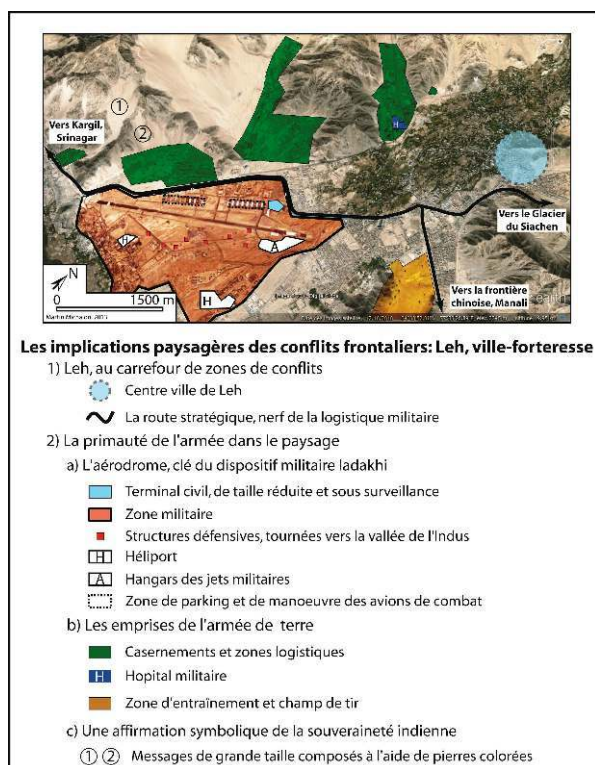 ① 
②
Vers Kargil,
Srinagar
H
Vers le Glacier
du Siachen
Vers la frontière
chinoise, Manali
H
A
H
N
0 1500 m
Martin Michalon
Les implications paysagères des conflits frontaliers: Leh, ville-forteresse
1) Leh, au carrefour de zones de conflits
Centre ville de Leh
La route stratégique, nerf de la logistique militaire
2) La primauté de l'armée dans le paysage
a) L'aérodrome, clé du dispositif militaire ladakhi
Terminal civil, de taille réduite et sous surveillance
Zone militaire
Structures défensives, tournées vers la vallée de l'Indus
H Héliport
A Hangars des jets militaires
Zone de parking et de manoeuvre des avions de combat
b) Les emprises de l'armée de terre
Casernements et zones logistiques
H Hopital militaire
Zone d'entraînement et champ de tir
c) Une affirmation symbolique de la souveraineté indienne
① ② Messages de grande taille composés à l'aide de pierres colorées